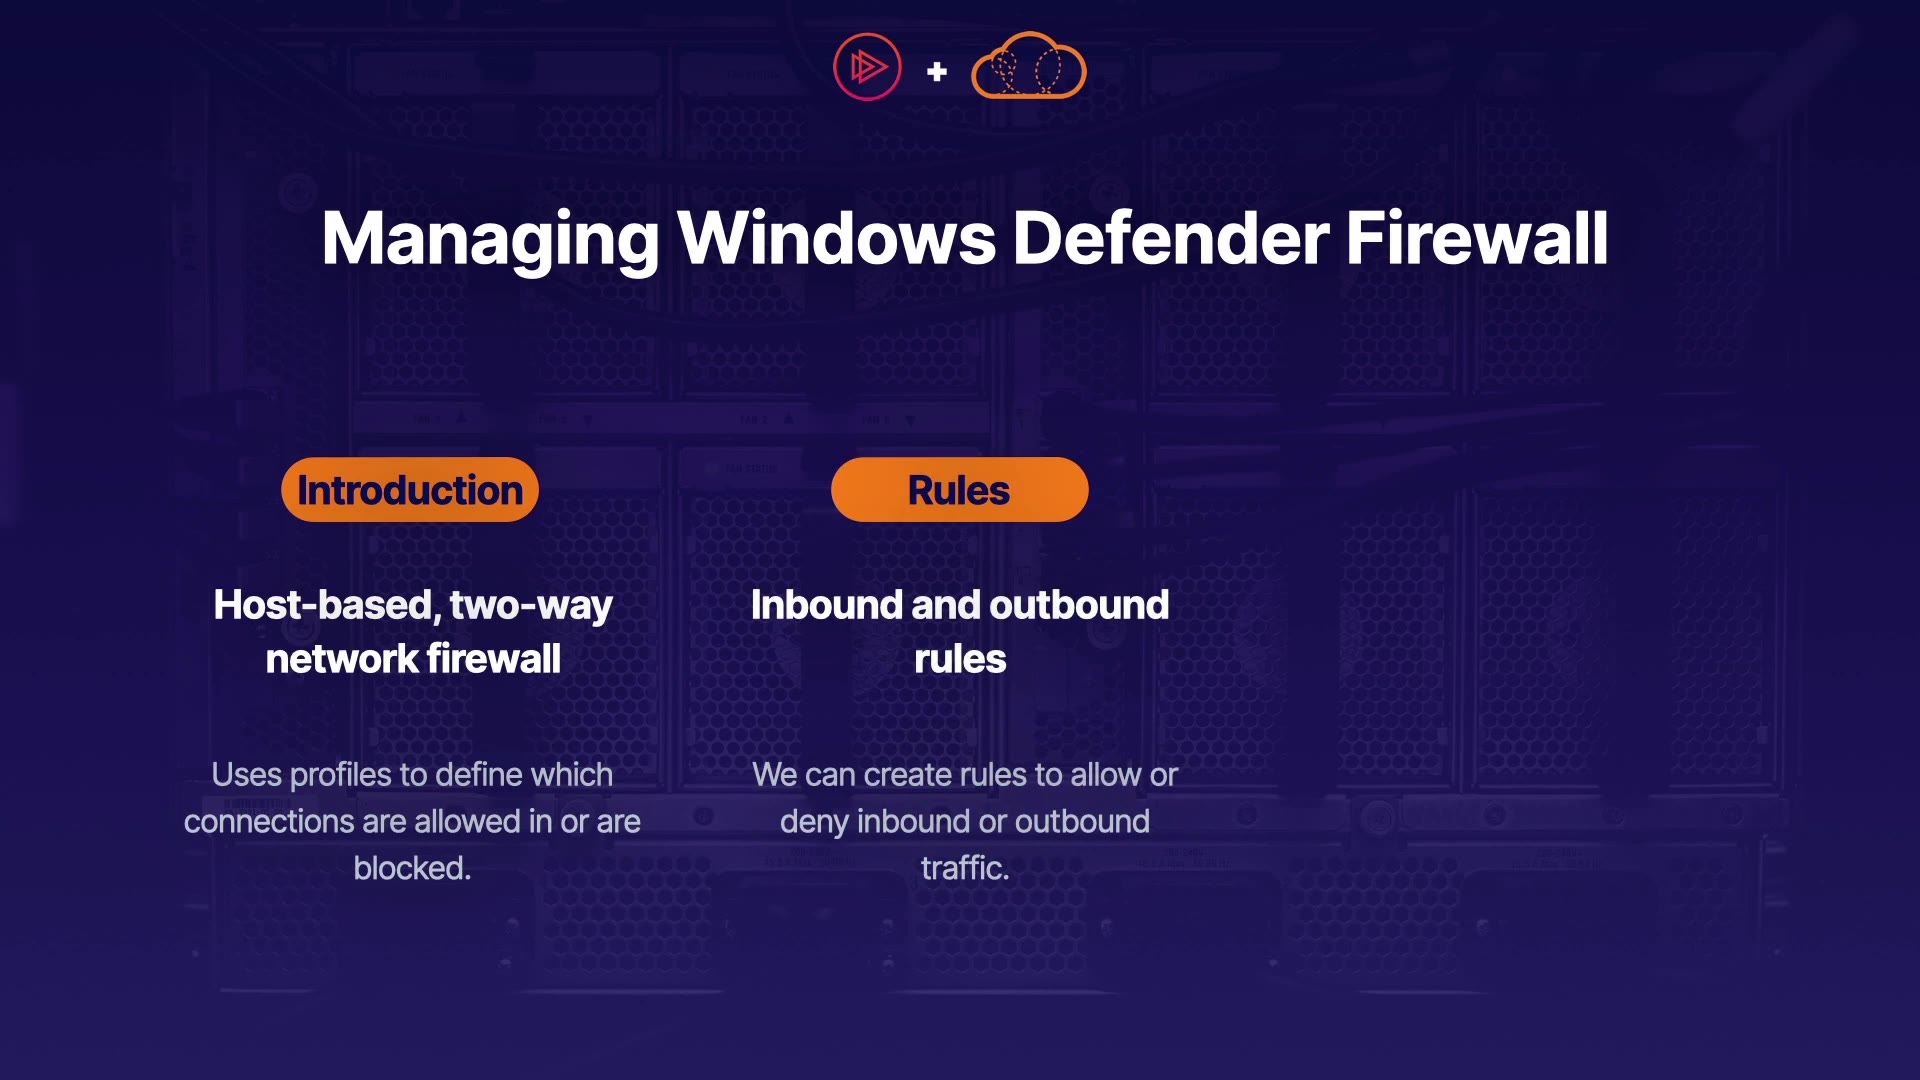 Managing Windows Defender Firewall
Introduction
Host-based, two-way
network firewall
Uses profiles to define which
connections are allowed in or are
blocked.
Rules
Inbound and outbound
rules
We can create rules to allow or
deny inbound or outbound
traffic.